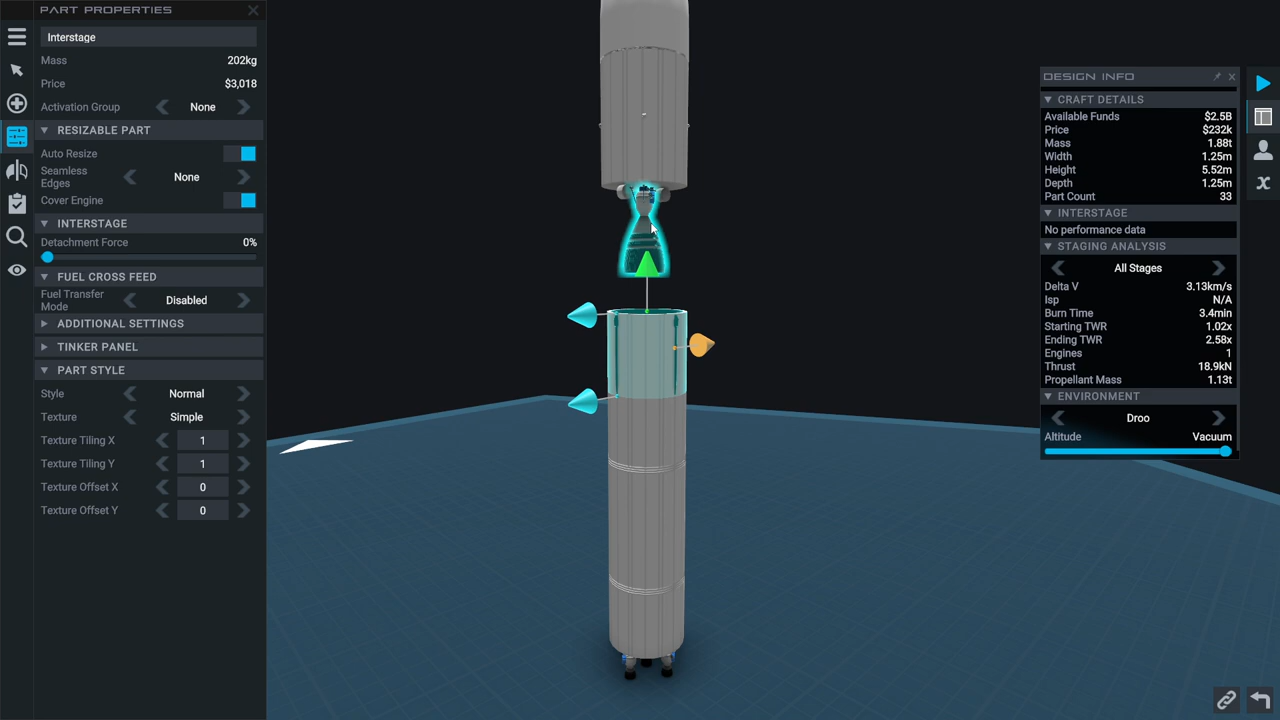 PART PROPERTIES
Interstage
Mass 202kg
Price $3,018
Activation Group None
RESIZABLE PART
Auto Resize
Seamless
Edges None
Cover Engine
INTERSTAGE
Detachment Force 0%
FUEL CROSS FEED
Fuel Transfer
Mode Disabled
ADDITIONAL SETTINGS
TINKER PANEL
PART STYLE
Style Normal
Texture Simple
Texture Tiling X 1
Texture Tiling Y 1
Texture Offset X 0
Texture Offset Y 0
DESIGN INFO
CRAFT DETAILS
Available Funds $2.5B
Price $232k
Mass 1.88t
Width 1.25m
Height 5.52m
Depth 1.25m
Part Count 33
INTERSTAGE
No performance data
STAGING ANALYSIS
All Stages
Delta V 3.13km/s
Isp N/A
Burn Time 3.4min
Starting TWR 1.02x
Ending TWR 2.58x
Engines 1
Thrust 18.9kN
Propellant Mass 1.13t
ENVIRONMENT
Droo
Altitude Vacuum